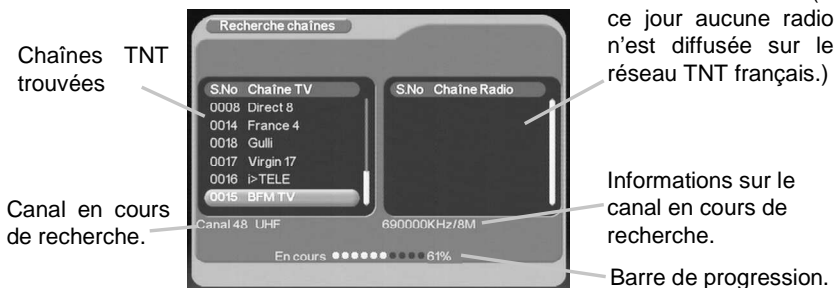 Recherche chaînes
Chaînes TNT
trouvées
S.No Chaîne TV
0008 Direct 8
0014 France 4
0018 Gulli
0017 Virgin 17
0016 i>TELE
0015 BFM TV
S.No Chaîne Radio
ce jour aucune radio
n'est diffusée sur le
réseau TNT français.)
Canal en cours
de recherche.
Canal 48 UHF
690000KHz/8M
Informations sur le
canal en cours de
recherche.
En cours
61%
Barre de progression.